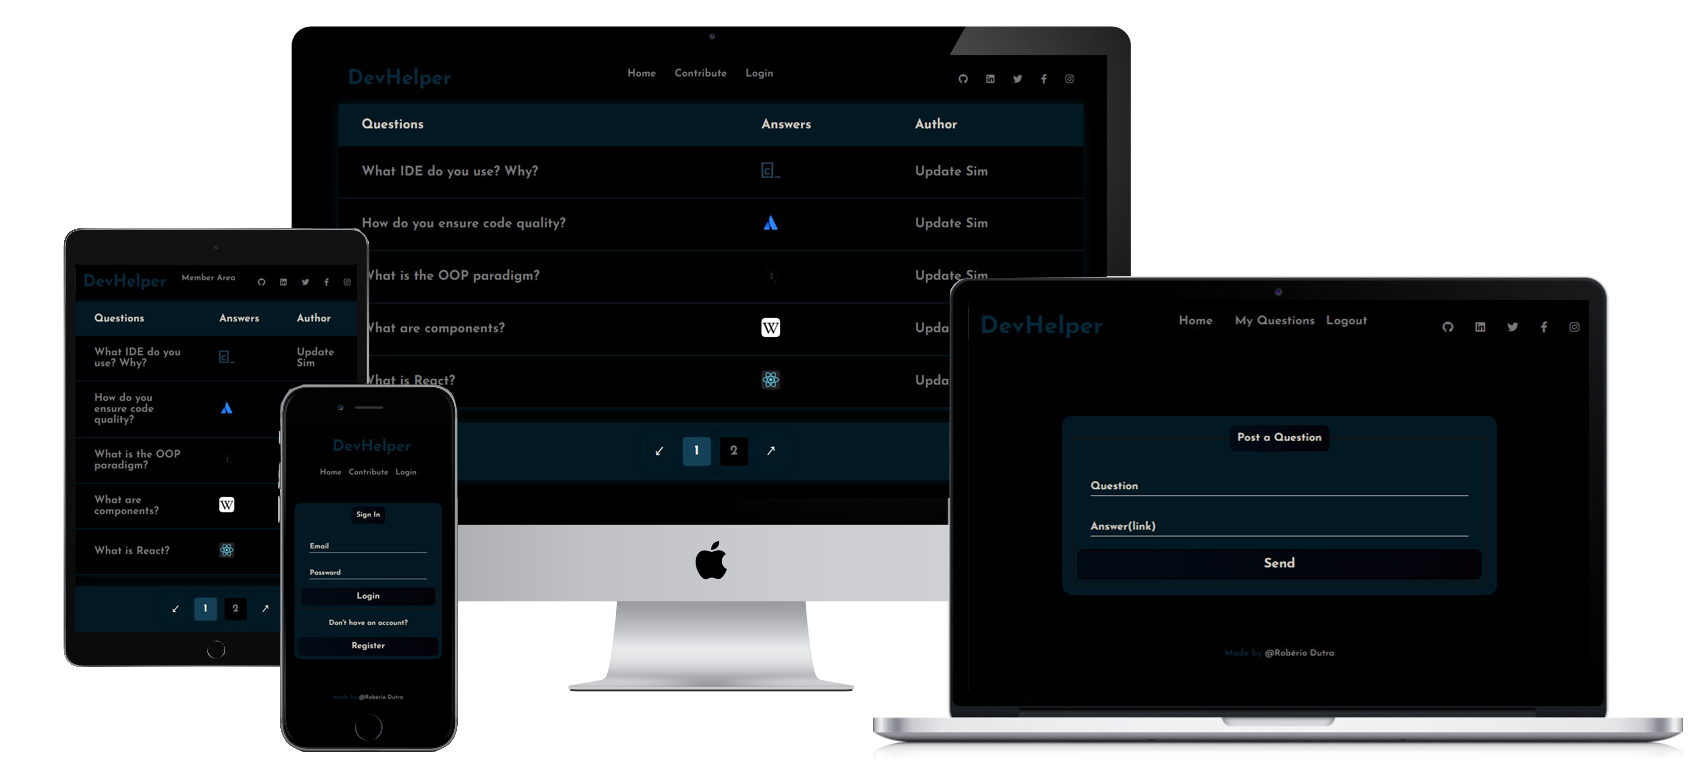 DevHelper
Home Contribute Login
Questions Answers Author
What IDE do you use? Why? Update Sim
How do you ensure code quality? Update Sim
What is the OOP paradigm? Update Sim
What are components? W Upda
What is React? Upda
1 2
DevHelper Member Area
Questions Answers Author
What IDE do you
use? Why?
Update
Sim
How do you
ensure code
quality?
What is the OOP
paradigm?
What are
components?
W
What is React?
1 2
DevHelper
Home Contribute Login
Sign In
Email
Password
Login
Don't have an account?
Register
Made by @Robério Dutra
DevHelper
Home My Questions Logout
Post a Question
Question
Answer(link)
Send
Made by @Robério Dutra